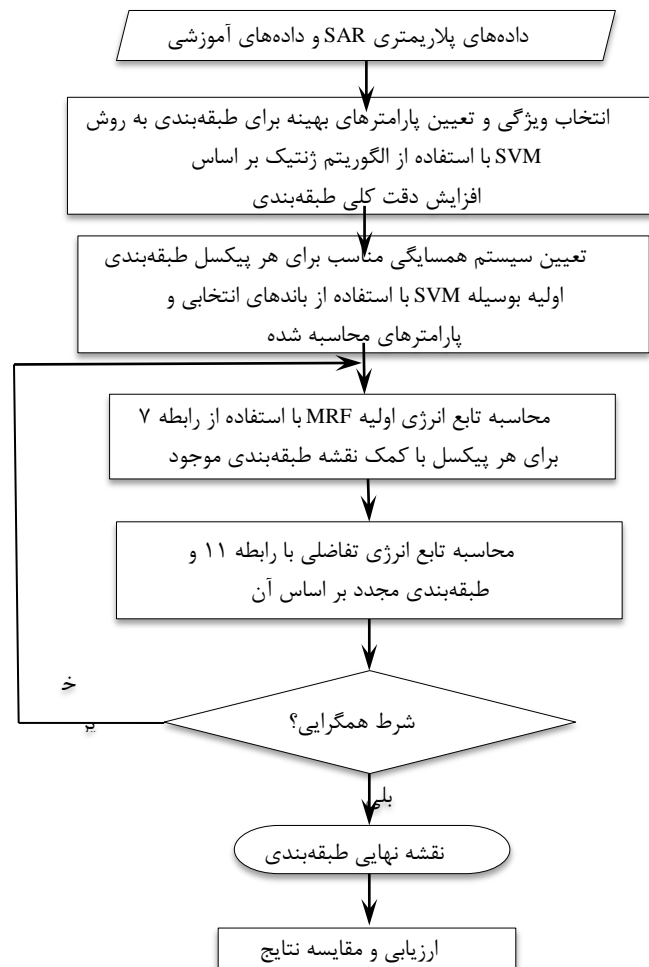 داده‌های پلاریمتری SAR و داده‌های آموزشی
انتخاب ویژگی و تعیین پارامترهای بهینه برای طبقه‌بندی به روش
SVM با استفاده از الگوریتم ژنتیک بر اساس
افزایش دقت کلی طبقه‌بندی
تعیین سیستم همسایگی مناسب برای هر پیکسل طبقه‌بندی
اولیه بوسیله SVM با استفاده از باندهای انتخابی و
پارامترهای محاسبه شده
محاسبه تابع انرژی اولیه MRF با استفاده از رابطه ۷
برای هر پیکسل با کمک نقشه طبقه‌بندی موجود
محاسبه تابع انرژی تفاضلی با رابطه ۱۱ و
طبقه‌بندی مجدد بر اساس آن
شرط همگرایی؟
خ
یر
بلی
نقشه نهایی طبقه‌بندی
ارزیابی و مقایسه نتایج